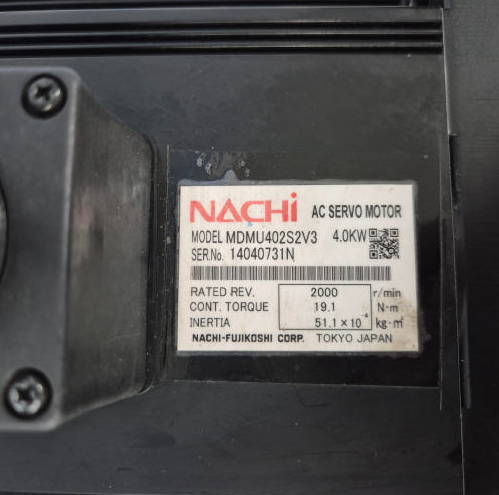 NACHi AC SERVO MOTOR
MODEL MDMU402S2V3 4.0KW
SER.No. 14040731N
RATED REV. 2000 r/min
CONT. TORQUE 19.1 N·m
INERTIA 51.1×10 kg·m²
NACHI-FUJIKOSHI CORP. TOKYO JAPAN